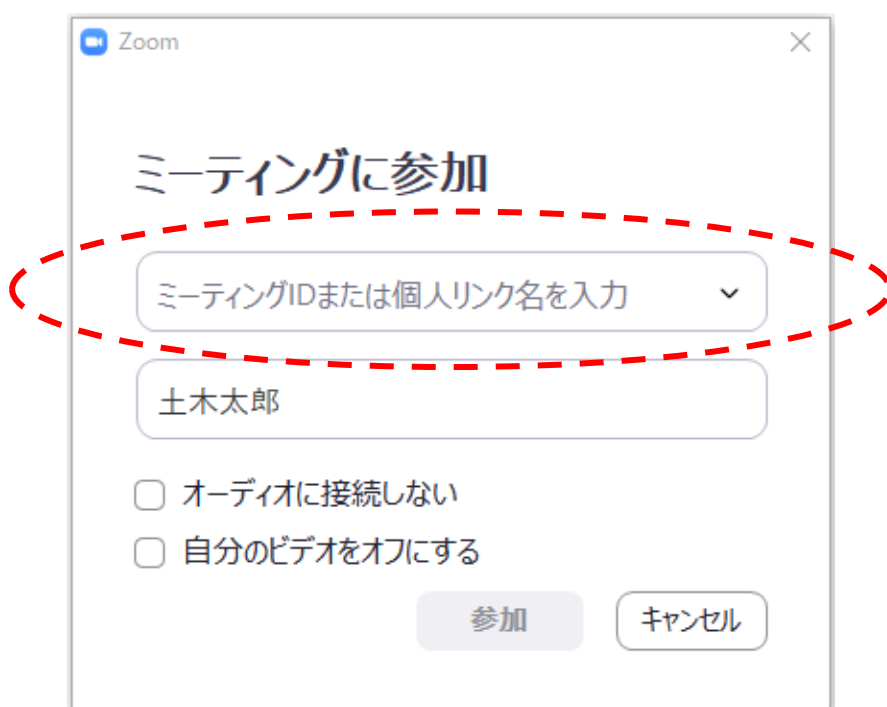 Zoom
ミーティングに参加
ミーティングIDまたは個人リンク名を入力
土木太郎
オーディオに接続しない
自分のビデオをオフにする
参加
キャンセル